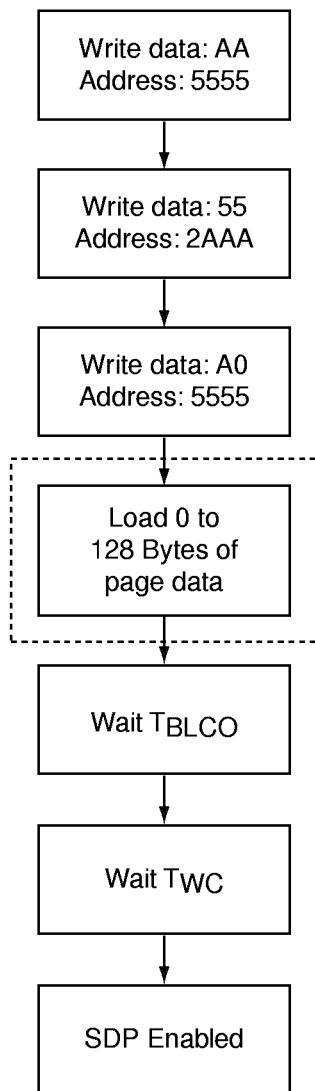 Write data: AA
Address: 5555
Write data: 55
Address: 2AAA
Write data: A0
Address: 5555
Load 0 to
128 Bytes of
page data
Wait TBLCO
Wait TWC
SDP Enabled